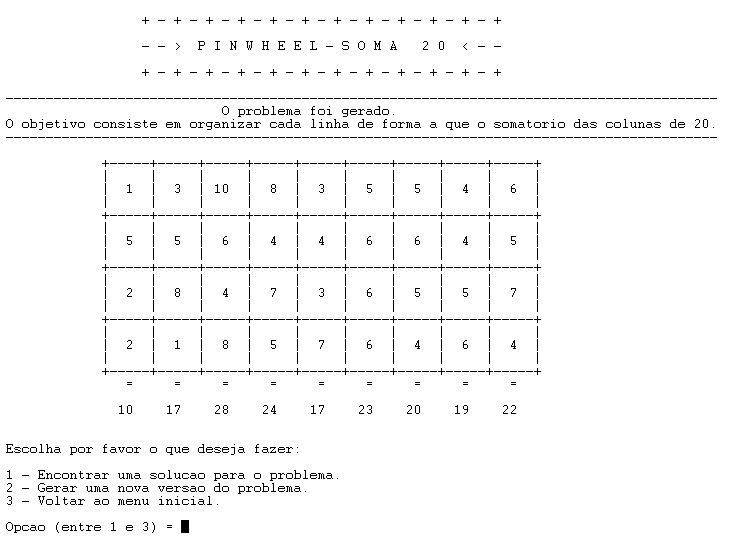 + - + - + - + - + - + - + - + - + - + - + - +
- - > P I N W H E E L - S O M A   2 0 < - -
+ - + - + - + - + - + - + - + - + - + - + - +
O problema foi gerado.
O objetivo consiste em organizar cada linha de forma a que o somatorio das colunas de 20.
1 3 10 8 3 5 5 4 6
5 5 6 4 4 6 6 4 5
2 8 4 7 3 6 5 5 7
2 1 8 5 7 6 4 6 4
= = = = = = = = =
10 17 28 24 17 23 20 19 22
Escolha por favor o que deseja fazer:
1 - Encontrar uma solucao para o problema.
2 - Gerar uma nova versao do problema.
3 - Voltar ao menu inicial.
Opcao (entre 1 e 3) =